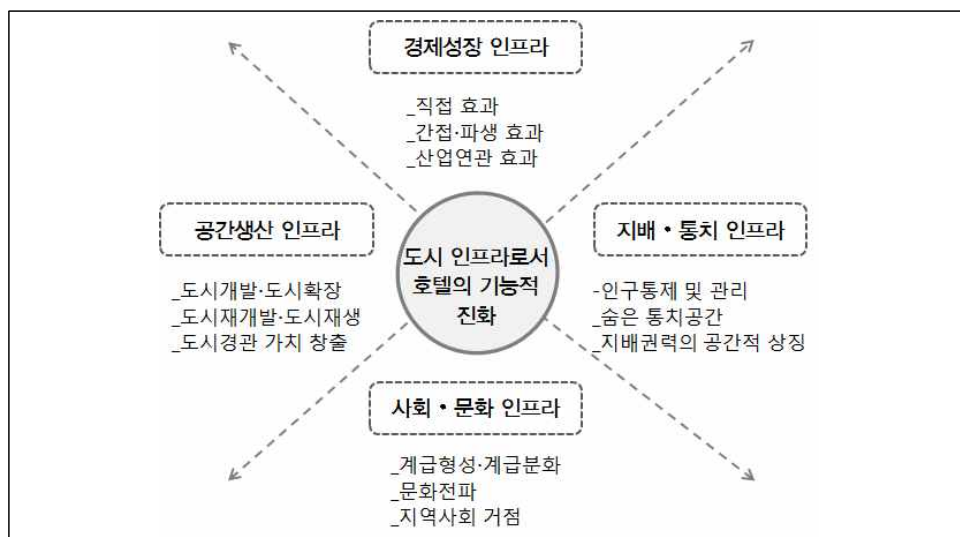 경제성장 인프라
_직접 효과
_간접·파생 효과
_산업연관 효과
공간생산 인프라
_도시개발·도시확장
_도시재개발·도시재생
_도시경관 가치 창출
도시 인프라로서
호텔의 기능적
진화
지배・통치 인프라
-인구통제 및 관리
_숨은 통치공간
_지배권력의 공간적 상징
사회・문화 인프라
_계급형성·계급분화
_문화전파
_지역사회 거점